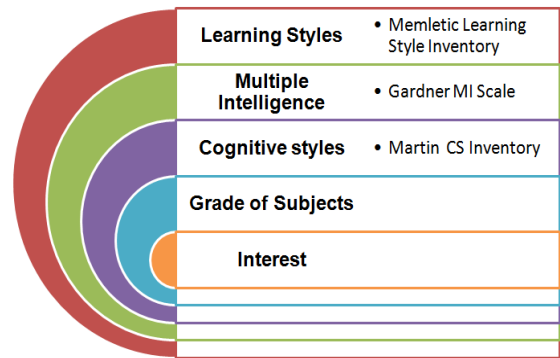 Learning Styles
• Memletic Learning
Style Inventory
Multiple
Intelligence
• Gardner MI Scale
Cognitive styles
• Martin CS Inventory
Grade of Subjects
Interest